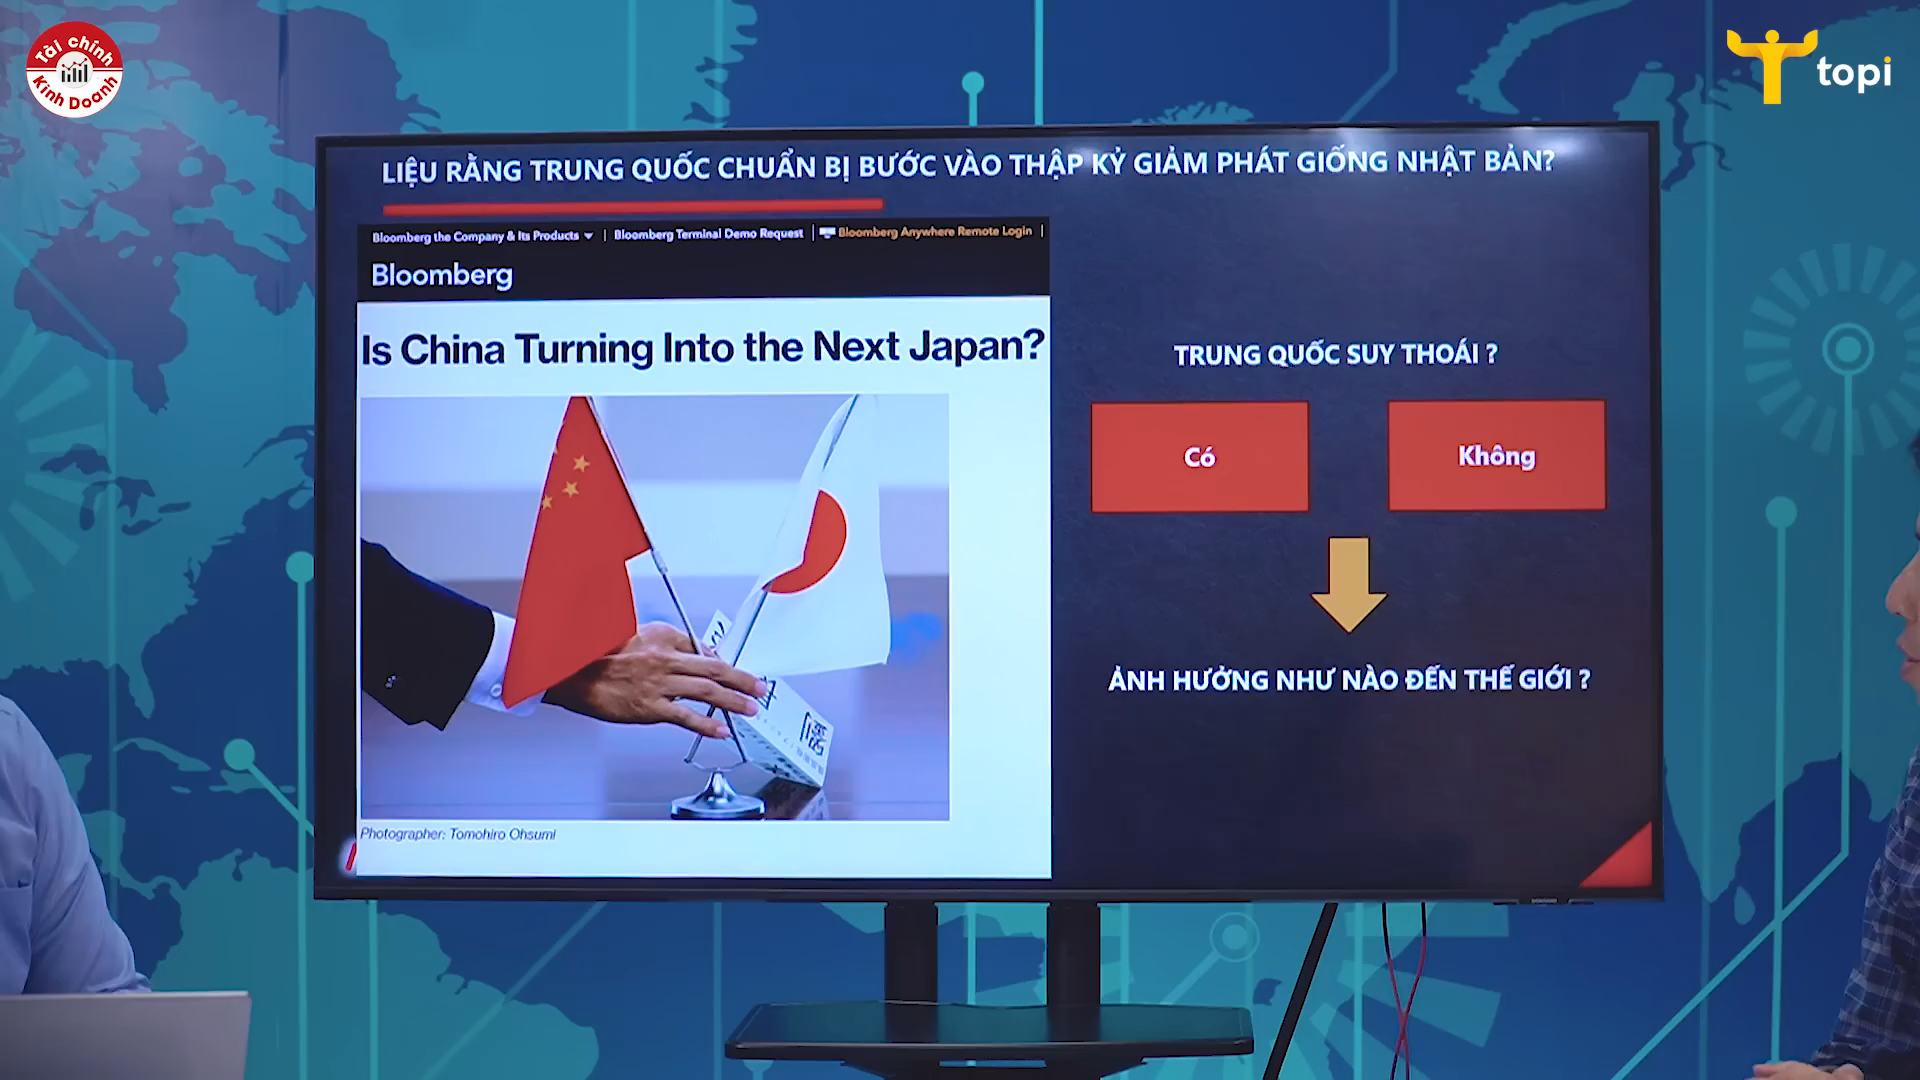 Tài chính
Kinh Doanh
topi
LIỆU RẰNG TRUNG QUỐC CHUẨN BỊ BƯỚC VÀO THẬP KỶ GIẢM PHÁT GIỐNG NHẬT BẢN?
Bloomberg the Company & Its Products | Bloomberg Terminal Demo Request | Bloomberg Anywhere Remote Login |
Bloomberg
Is China Turning Into the Next Japan?
Photographer: Tomohiro Ohsumi
TRUNG QUỐC SUY THOÁI ?
Có
Không
ẢNH HƯỞNG NHƯ NÀO ĐẾN THẾ GIỚI ?